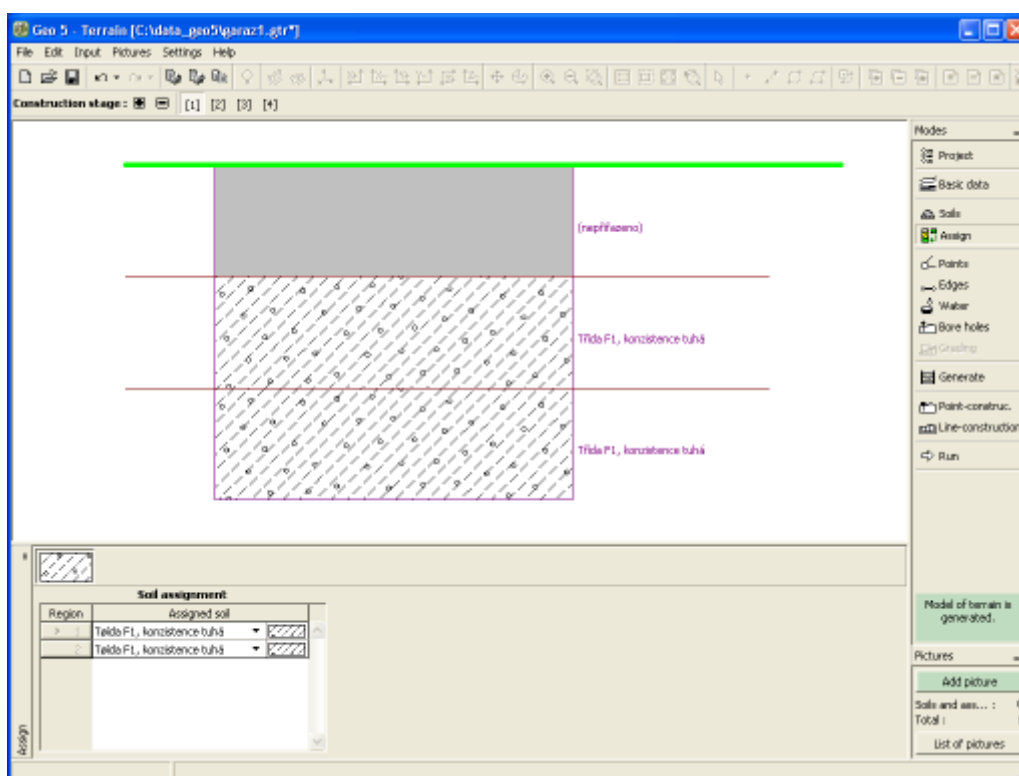 Geo 5 - Terrain [C:\data_geo5\garaz1.gtr*]
File Edit Input Pictures Settings Help
Construction stage: [1] [2] [3] [4]
Modes
Project
Basic data
Soils
Assign
Points
Edges
Water
Bore holes
Grading
Generate
Point-construc.
Line-construction
Run
(nepřiřazeno)
Třída F1, konzistence tuhá
Třída F1, konzistence tuhá
Model of terrain is
generated.
Pictures
Add picture
Soils and ass... :
Total :
List of pictures
Assign
Soil assignment
Region Assigned soil
> 1 Tøída F1, konzistence tuhá
2 Tøída F1, konzistence tuhá